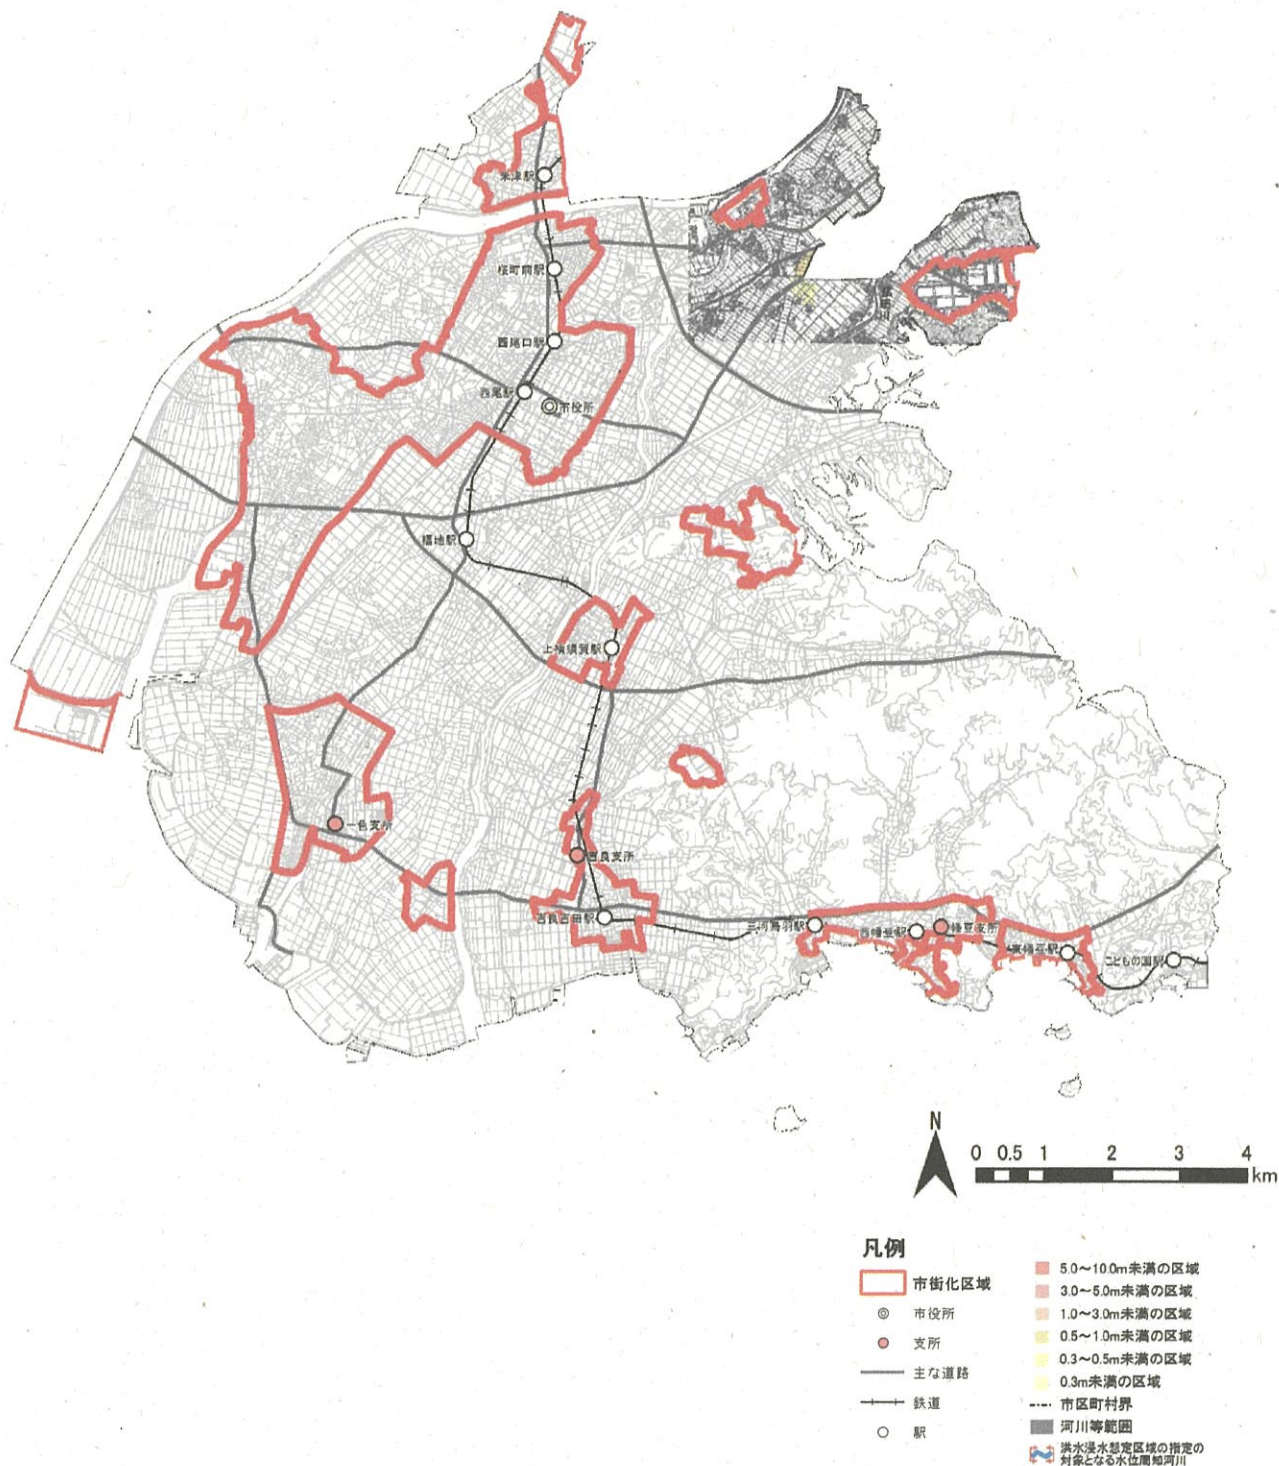 米津駅
桜町前駅
西尾口駅
西尾駅
市役所
福地駅
上横須賀駅
一色支所
吉良支所
吉良吉田駅
三河鳥羽駅
西幡豆駅
幡豆支所
東幡豆駅
こどもの国駅
N
0 0.5 1 2 3 4
km
凡例
市街化区域
市役所
支所
主な道路
鉄道
駅
5.0～10.0m未満の区域
3.0～5.0m未満の区域
1.0～3.0m未満の区域
0.5～1.0m未満の区域
0.3～0.5m未満の区域
0.3m未満の区域
市区町村界
河川等範囲
洪水浸水想定区域の指定の
対象となる水位周知河川